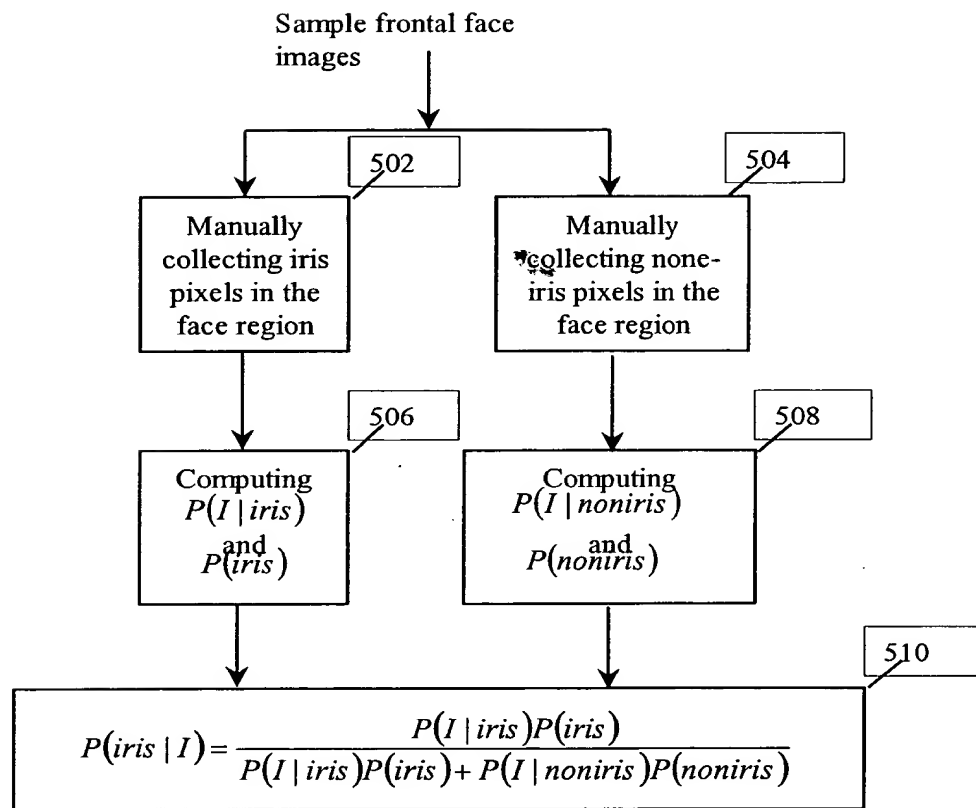 Sample frontal face
images
502
504
Manually
collecting iris
pixels in the
face region
Manually
collecting none-
iris pixels in the
face region
506
508
Computing
P(I | iris)
and
P(iris)
Computing
P(I | noniris)
and
P(noniris)
510
P(iris | I) = P(I | iris)P(iris) / P(I | iris)P(iris) + P(I | noniris)P(noniris)